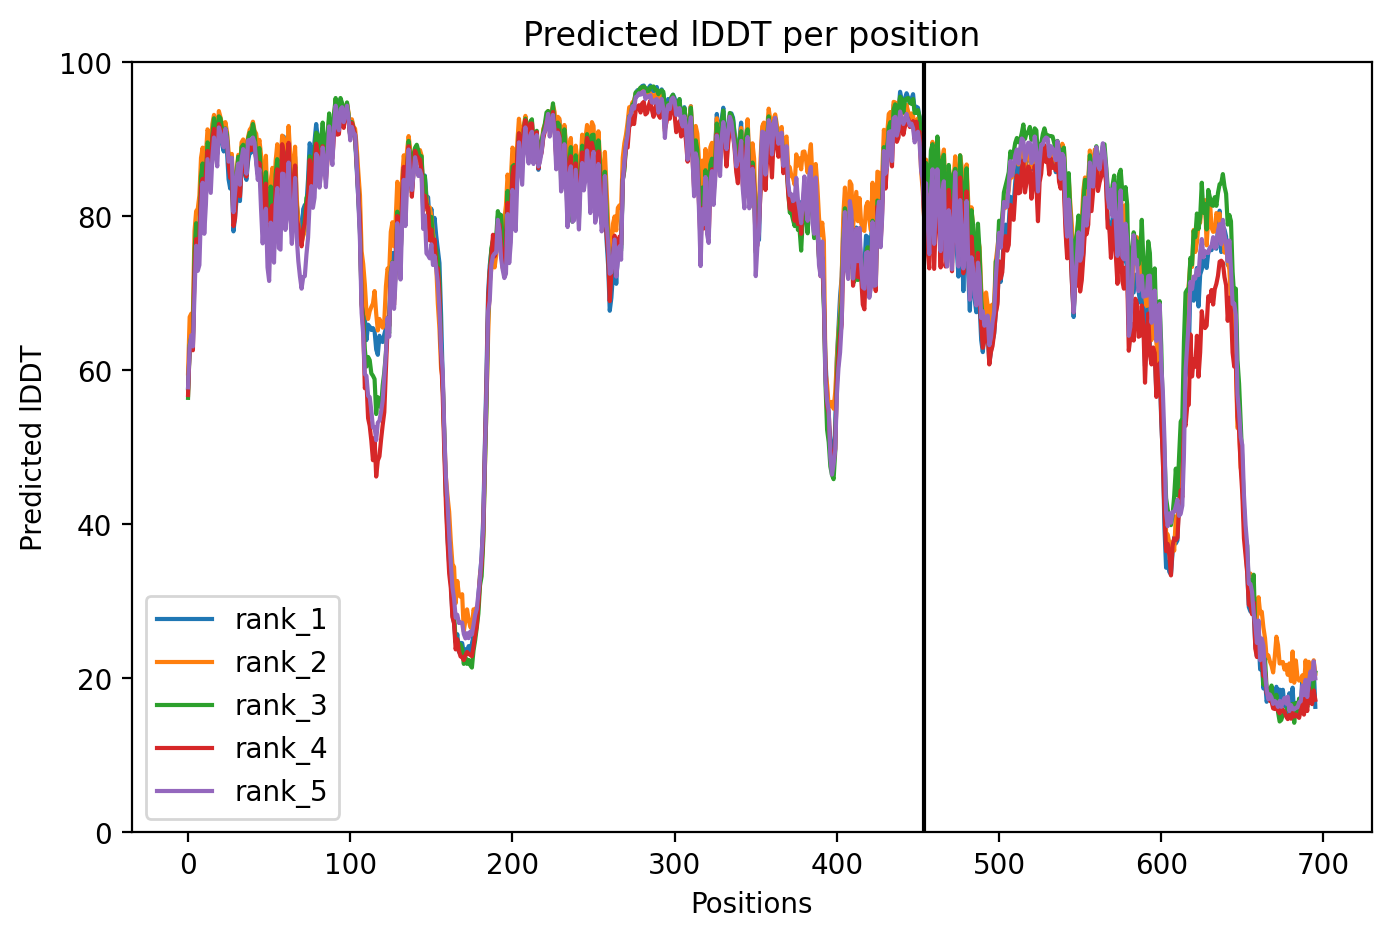 Predicted lDDT per position
Predicted lDDT
100
80
60
40
20
0
rank_1
rank_2
rank_3
rank_4
rank_5
0 100 200 300 400 500 600 700
Positions